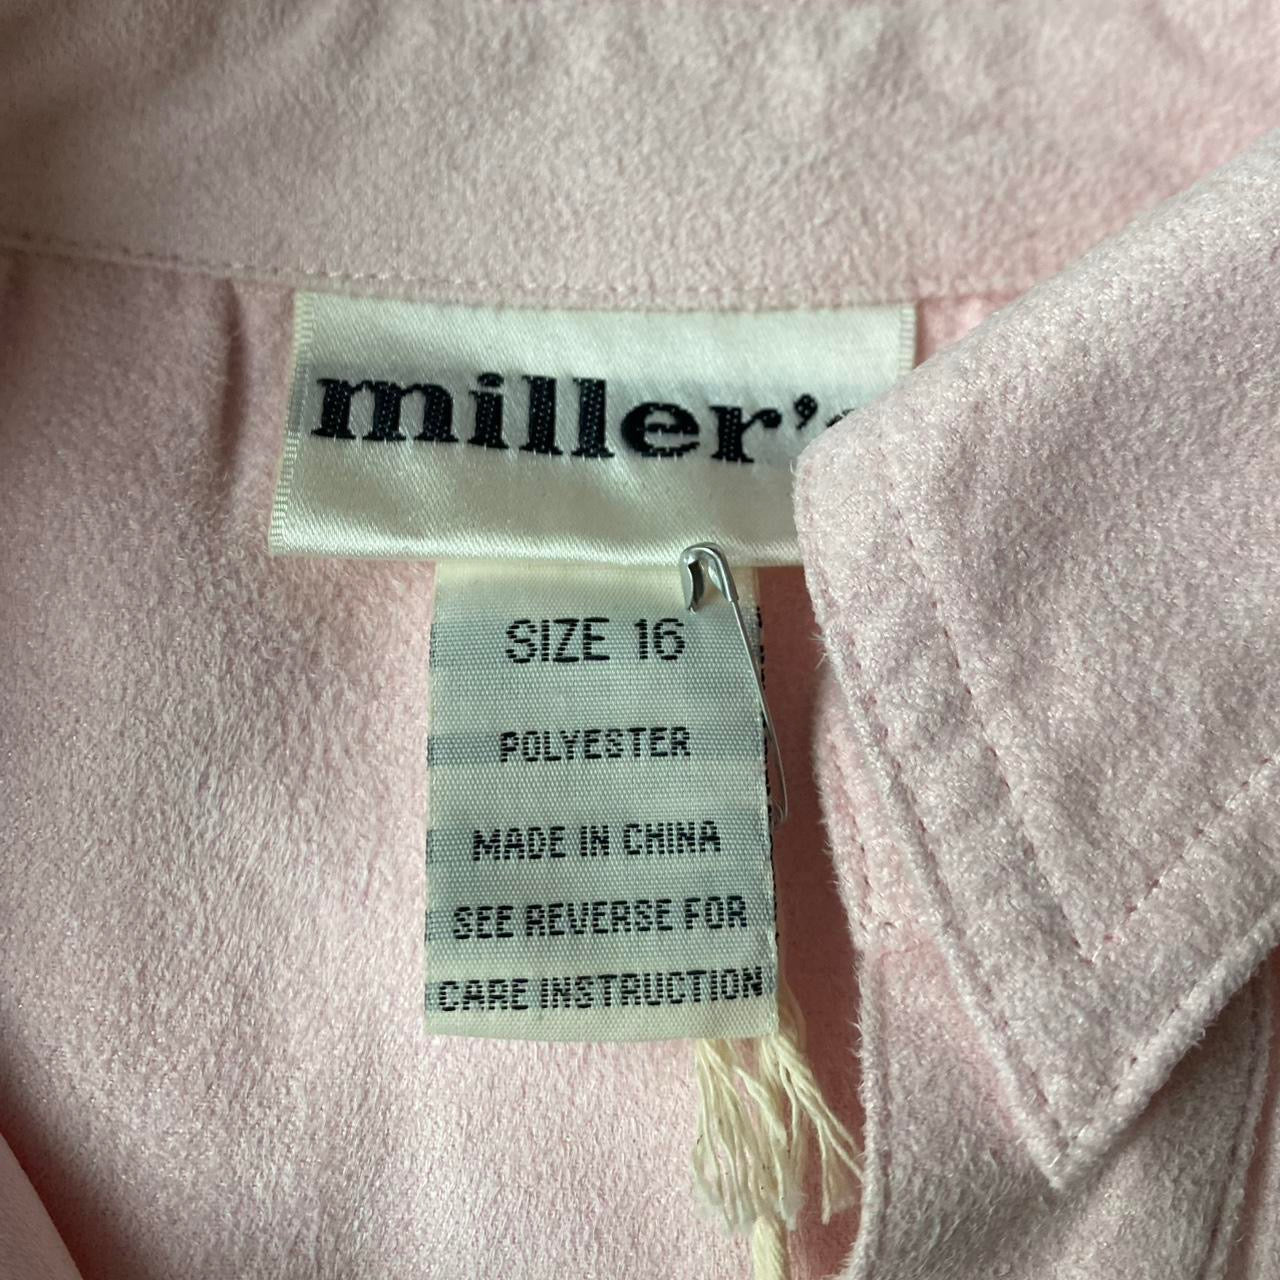 miller's
SIZE 16
POLYESTER
MADE IN CHINA
SEE REVERSE FOR
CARE INSTRUCTION